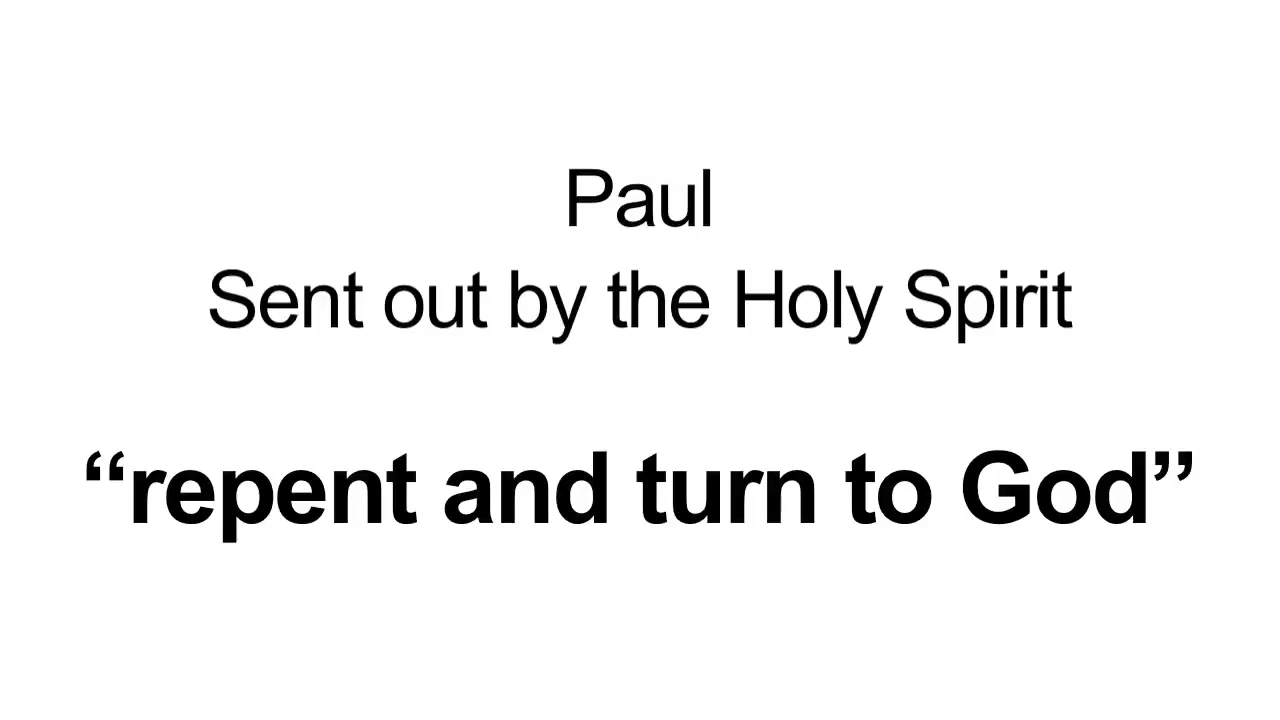 Paul
Sent out by the Holy Spirit
“repent and turn to God”